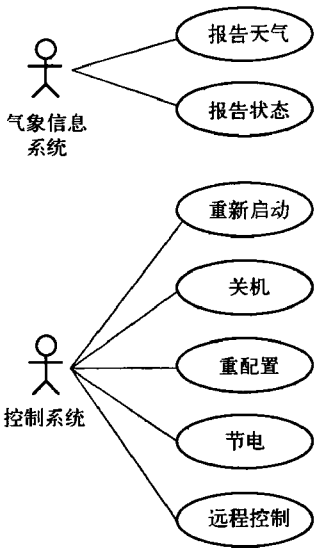 报告天气
报告状态
气象信息
系统
重新启动
关机
重配置
控制系统
节电
远程控制